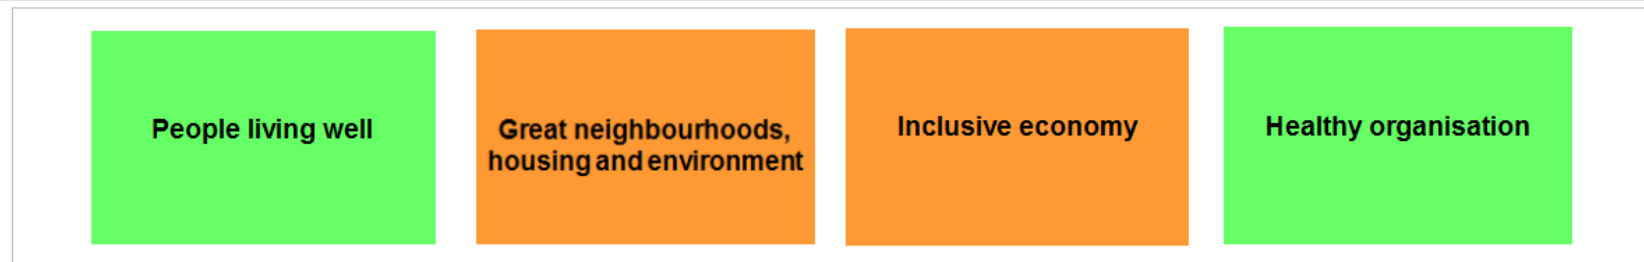 People living well
Great neighbourhoods,
housing and environment
Inclusive economy
Healthy organisation